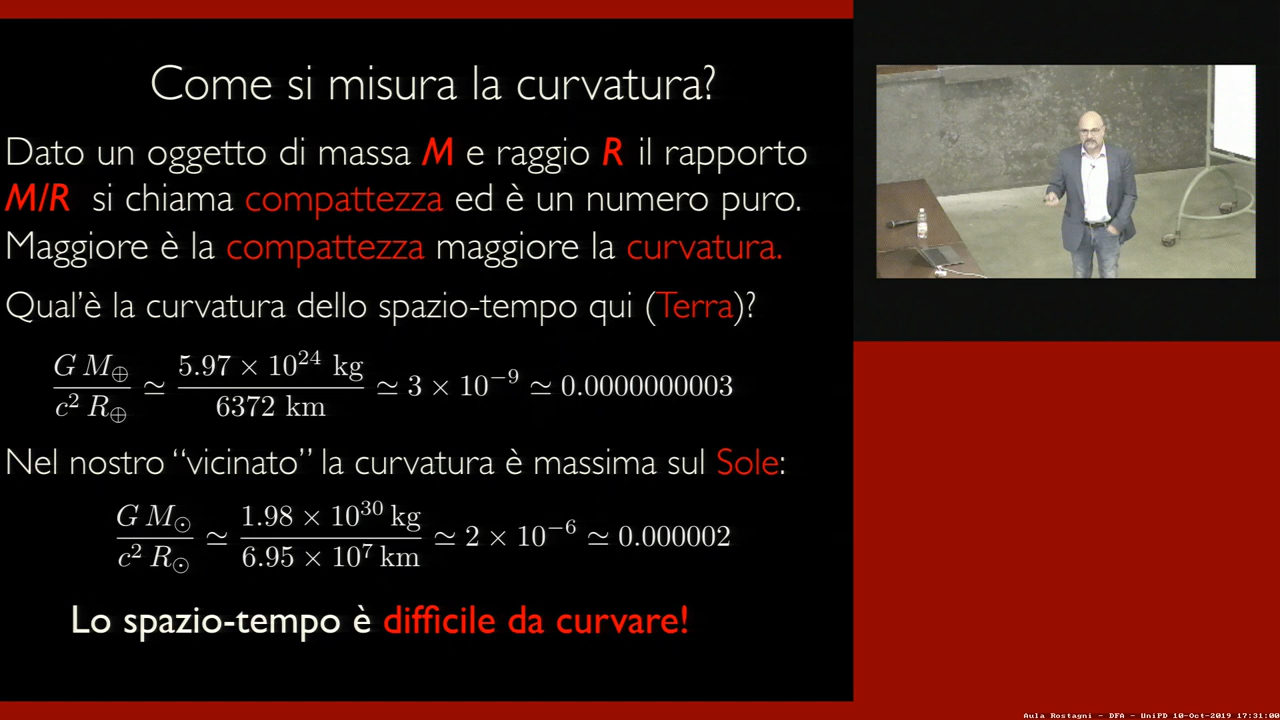 Come si misura la curvatura?
Dato un oggetto di massa M e raggio R il rapporto
M/R si chiama compattezza ed è un numero puro.
Maggiore è la compattezza maggiore la curvatura.
Qual'è la curvatura dello spazio-tempo qui (Terra)?
G M⊕ / c² R⊕ ≃ 5.97 × 10²⁴ kg / 6372 km ≃ 3 × 10⁻⁹ ≃ 0.0000000003
Nel nostro “vicinato” la curvatura è massima sul Sole:
G M⊙ / c² R⊙ ≃ 1.98 × 10³⁰ kg / 6.95 × 10⁷ km ≃ 2 × 10⁻⁶ ≃ 0.000002
Lo spazio-tempo è difficile da curvare!
Aula Rostagni - DFA - UniPD 10-Oct-2019 17:31:00